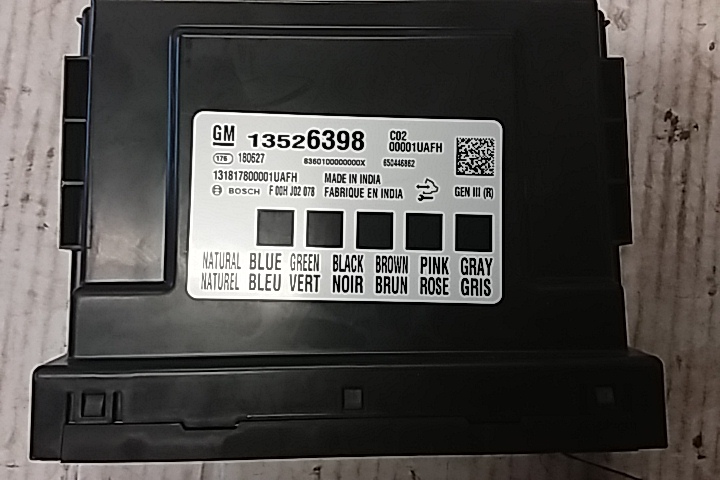 GM 13526398 C02
00001UAFH
176 180627 8360100000000X 650446862
131817800001UAFH MADE IN INDIA
BOSCH F 00H J02 078 FABRIQUE EN INDIA GEN III (R)
NATURAL BLUE GREEN BLACK BROWN PINK GRAY
NATUREL BLEU VERT NOIR BRUN ROSE GRIS